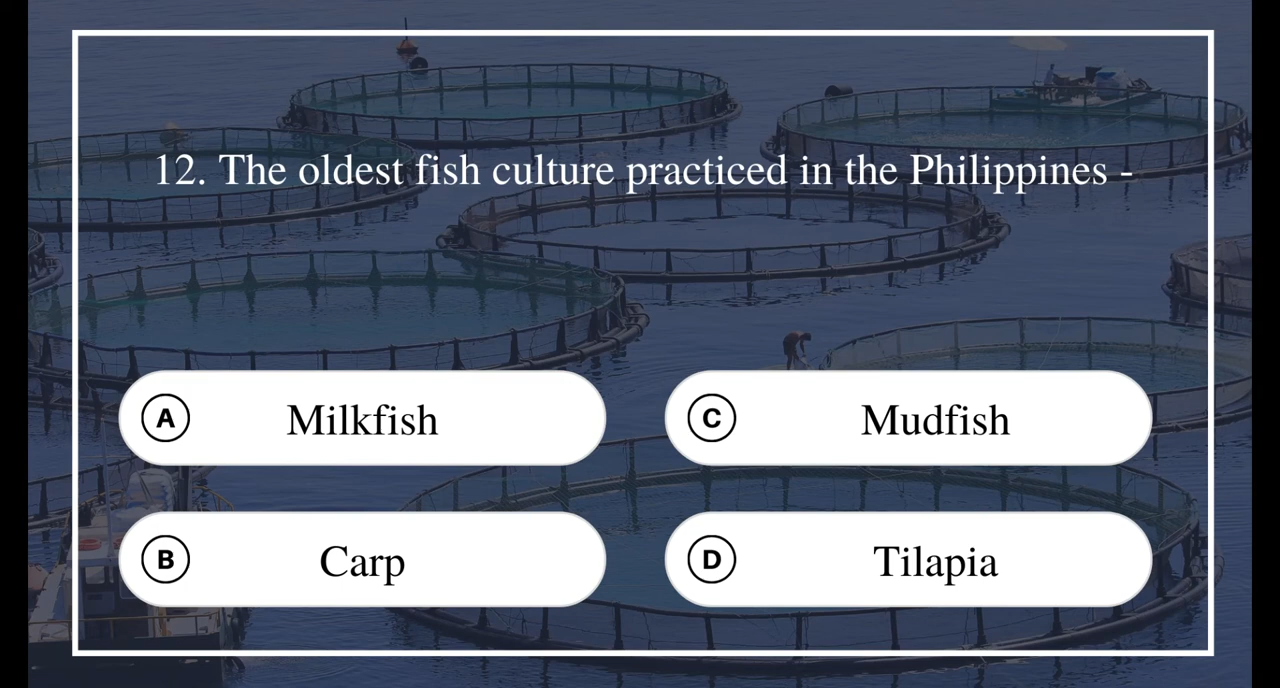 12. The oldest fish culture practiced in the Philippines -
A Milkfish
C Mudfish
B Carp
D Tilapia